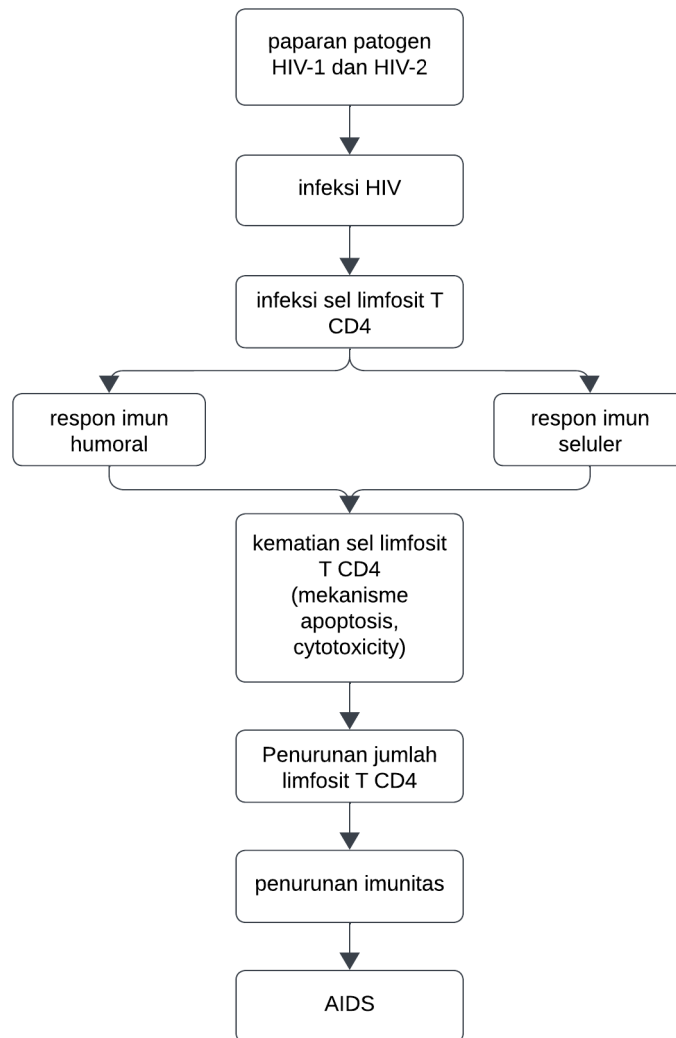 paparan patogen
HIV-1 dan HIV-2
infeksi HIV
infeksi sel limfosit T
CD4
respon imun
humoral
respon imun
seluler
kematian sel limfosit
T CD4
(mekanisme
apoptosis,
cytotoxicity)
Penurunan jumlah
limfosit T CD4
penurunan imunitas
AIDS